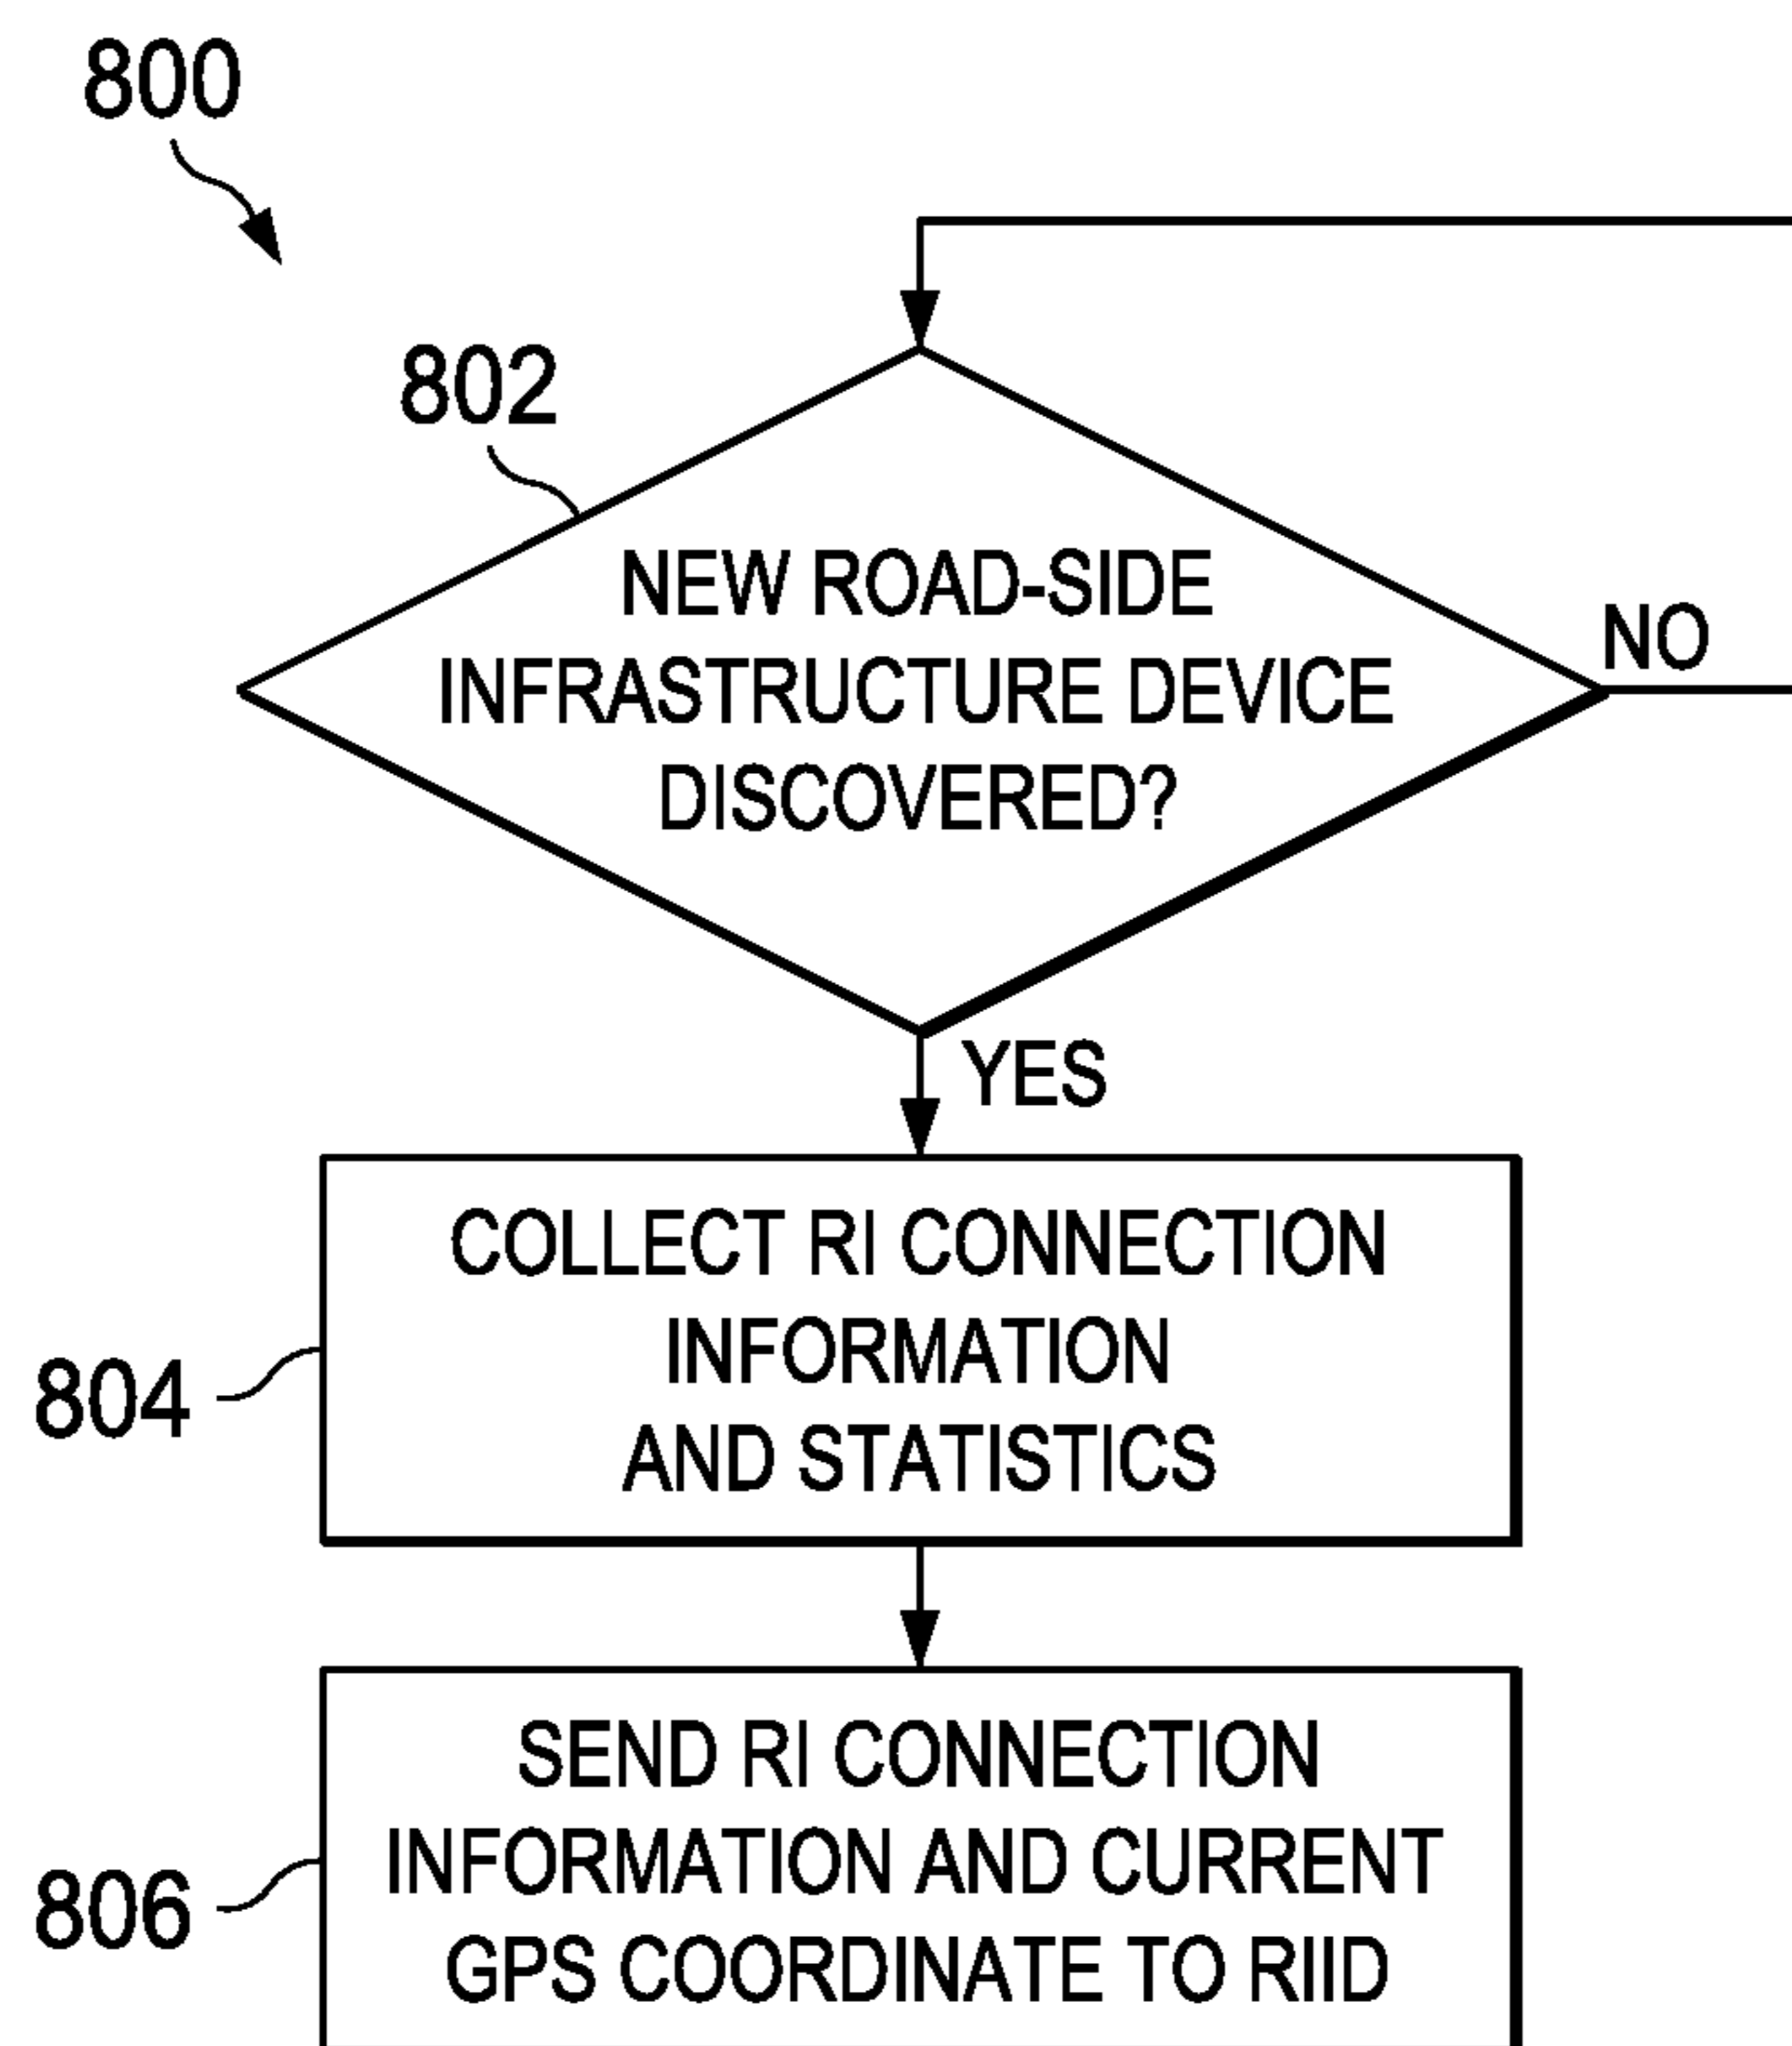 800
802
NEW ROAD-SIDE
INFRASTRUCTURE DEVICE
DISCOVERED?
NO
YES
804
COLLECT RI CONNECTION
INFORMATION
AND STATISTICS
806
SEND RI CONNECTION
INFORMATION AND CURRENT
GPS COORDINATE TO RIID